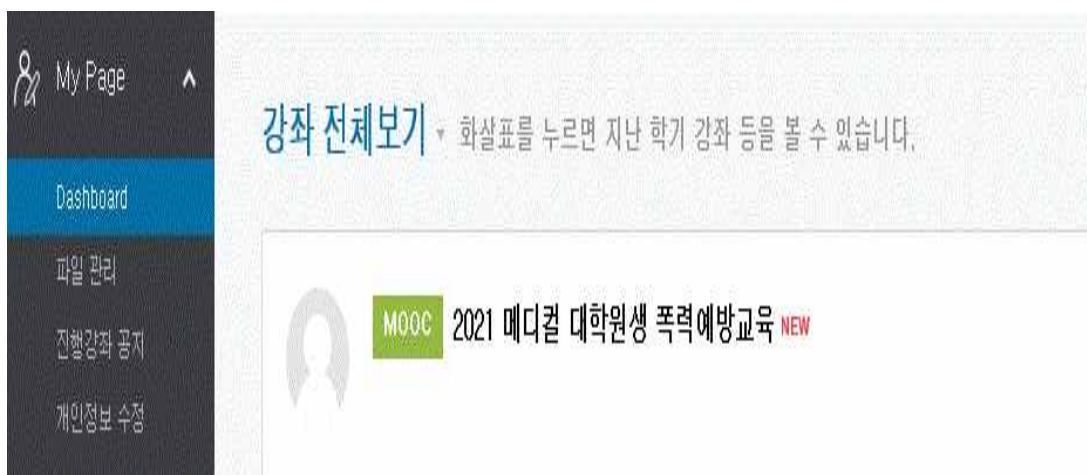 My Page
Dashboard
파일 관리
진행강좌 공지
개인정보 수정
강좌 전체보기 화살표를 누르면 지난 학기 강좌 등을 볼 수 있습니다.
MOOC 2021 메디컬 대학원생 폭력예방교육 NEW